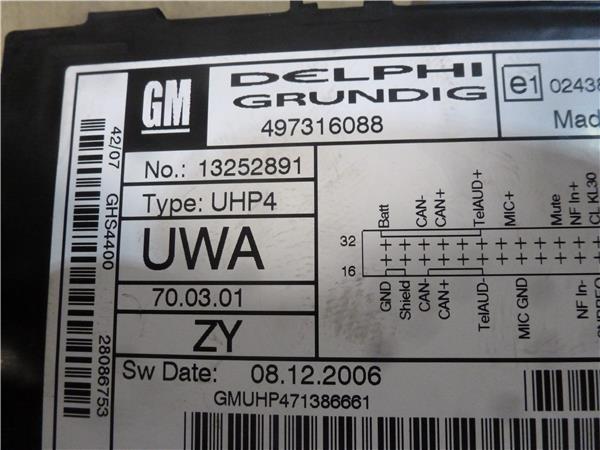 GM
DELPHI
GRUNDIG
497316088
e1
Mad
No.: 13252891
Type: UHP4
UWA
70.03.01
ZY
Sw Date: 08.12.2006
GMUHP471386661
42/07 GHS4400 28086753
Batt CAN- CAN+ TelAUD+ MIC+ Mute NF In+ CL KL30
32
16
GND Shield CAN- CAN+ TelAUD- MIC GND NF In-